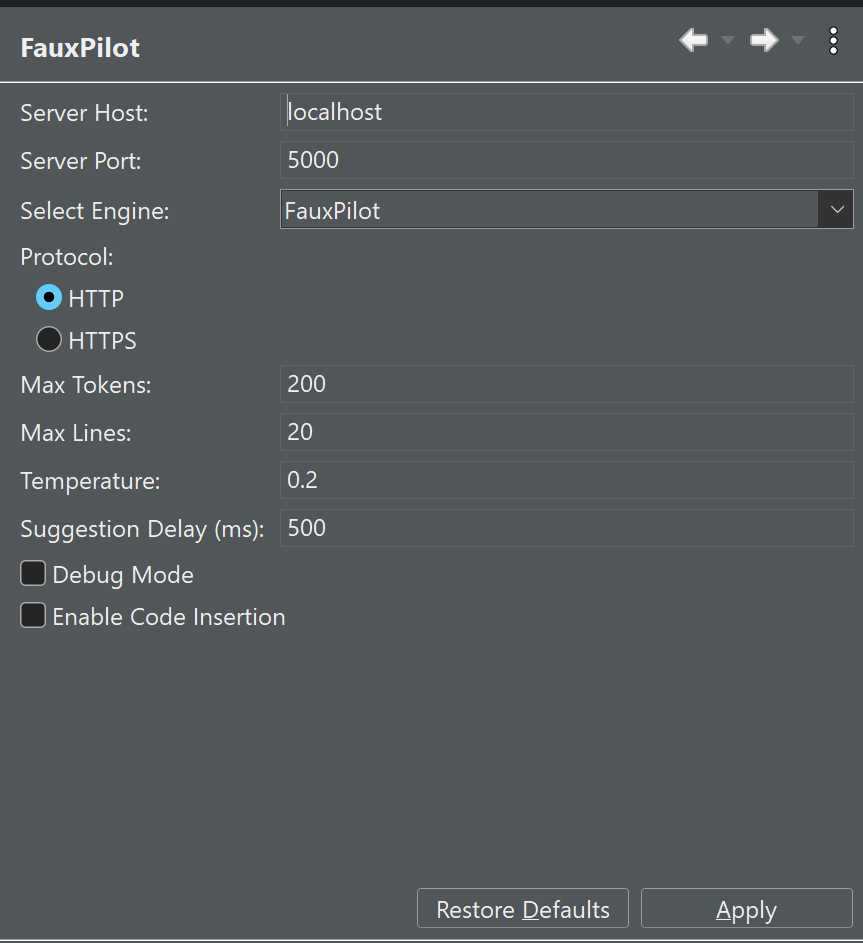 FauxPilot
Server Host: localhost
Server Port: 5000
Select Engine: FauxPilot
Protocol:
HTTP
HTTPS
Max Tokens: 200
Max Lines: 20
Temperature: 0.2
Suggestion Delay (ms): 500
Debug Mode
Enable Code Insertion
Restore Defaults Apply